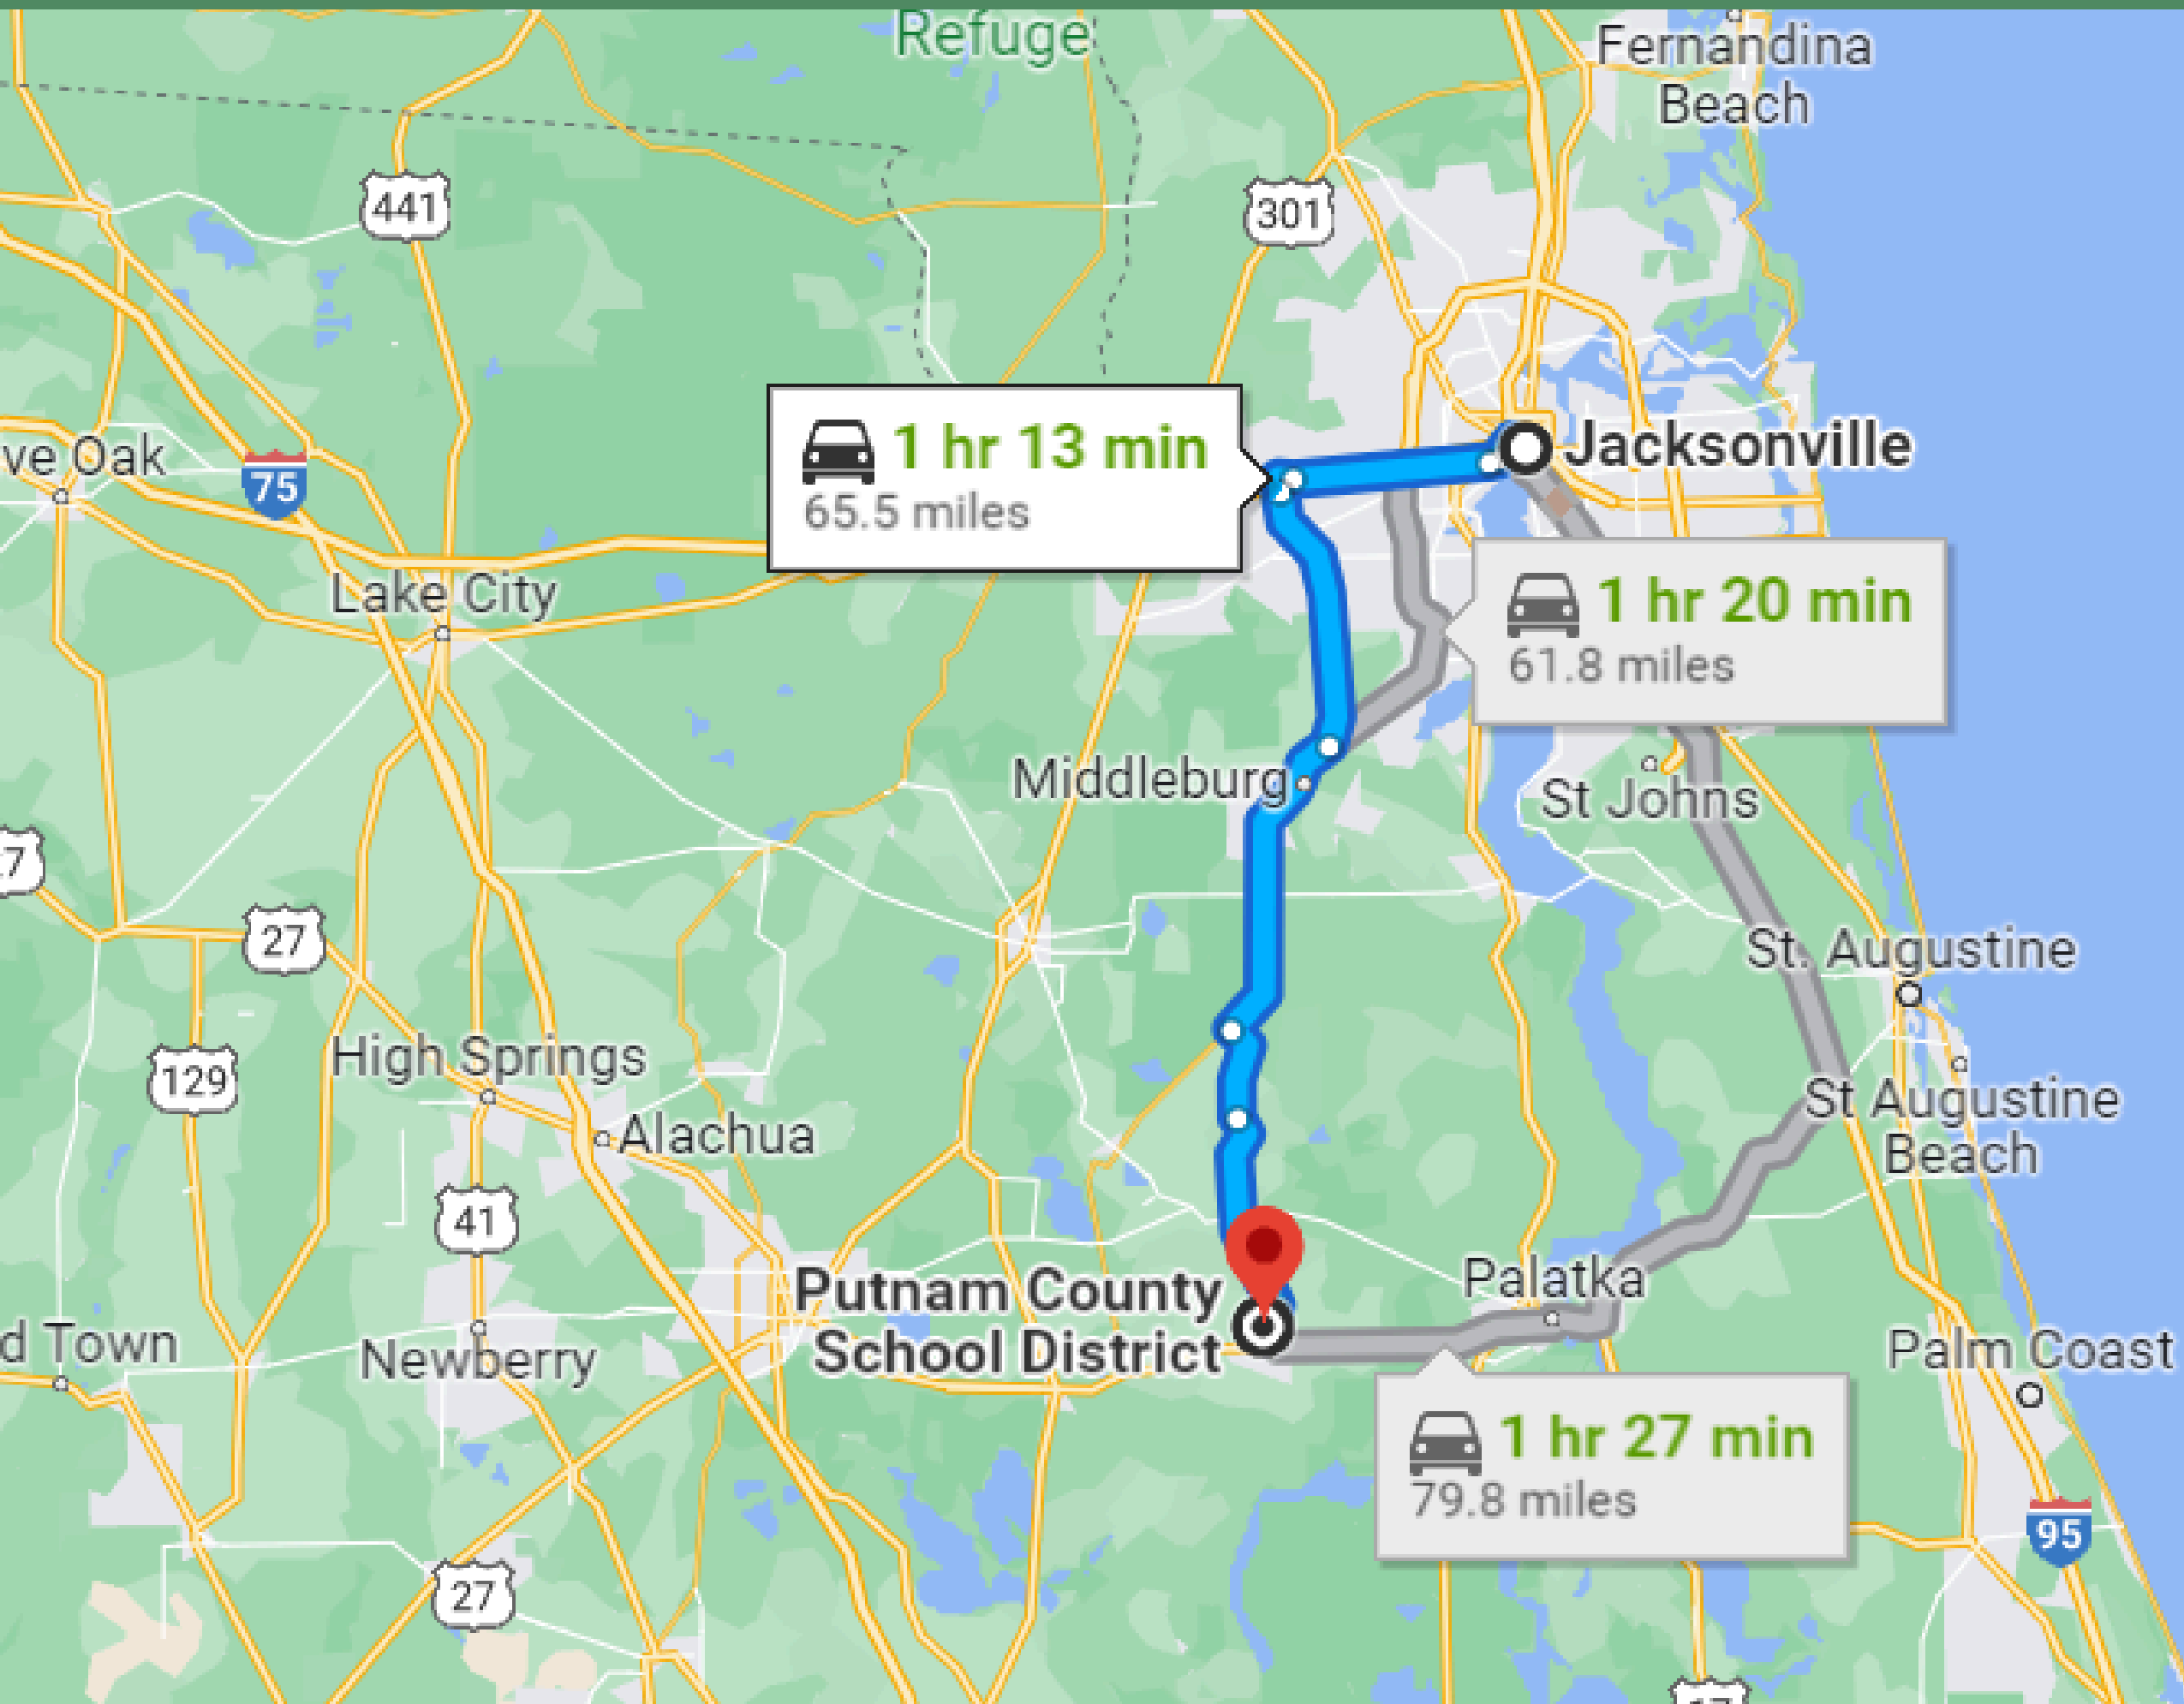 Refuge
Fernandina
Beach
441
301
Jacksonville
1 hr 13 min
65.5 miles
ve Oak
75
Lake City
1 hr 20 min
61.8 miles
Middleburg
St Johns
7
27
St. Augustine
129
High Springs
Alachua
St Augustine
Beach
41
Putnam County
School District
Palatka
d Town
Newberry
Palm Coast
1 hr 27 min
79.8 miles
95
27
17